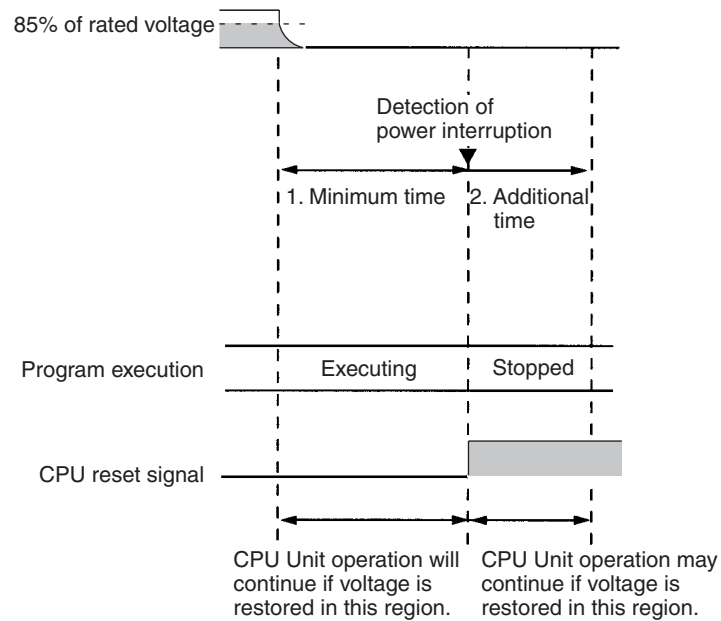 85% of rated voltage
Detection of
power interruption
1. Minimum time
2. Additional
time
Program execution
Executing
Stopped
CPU reset signal
CPU Unit operation will
continue if voltage is
restored in this region.
CPU Unit operation may
continue if voltage is
restored in this region.